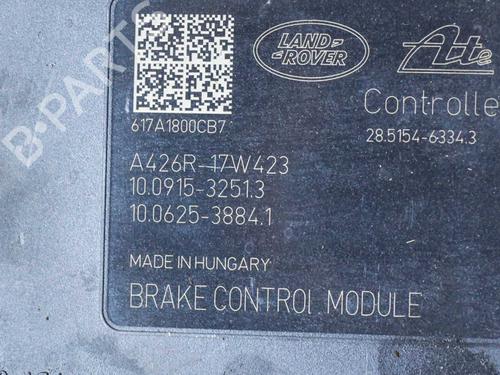 LAND
ROVER
Ate
617A1800CB7
Controlle
28.5154-6334.3
A426R-17W423
10.0915-3251.3
10.0625-3884.1
MADE IN HUNGARY
BRAKE CONTROL MODULE
B-PARTS